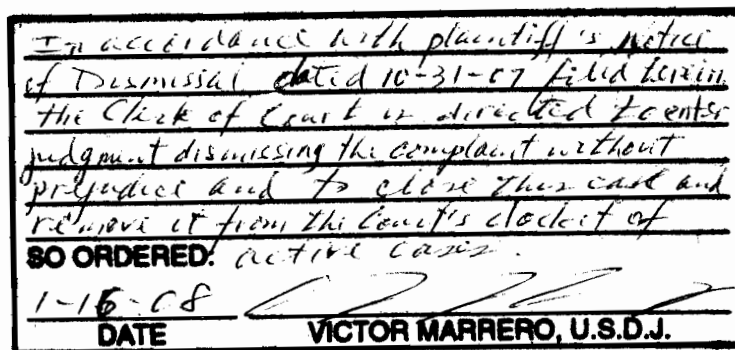 In accordance with plaintiff's Notice
of Dismissal dated 10-31-07 filed herein
the Clerk of Court is directed to enter
judgment dismissing the complaint without
prejudice and to close this case and
remove it from the Court's docket of
SO ORDERED: active cases.
1-16-08
DATE VICTOR MARRERO, U.S.D.J.